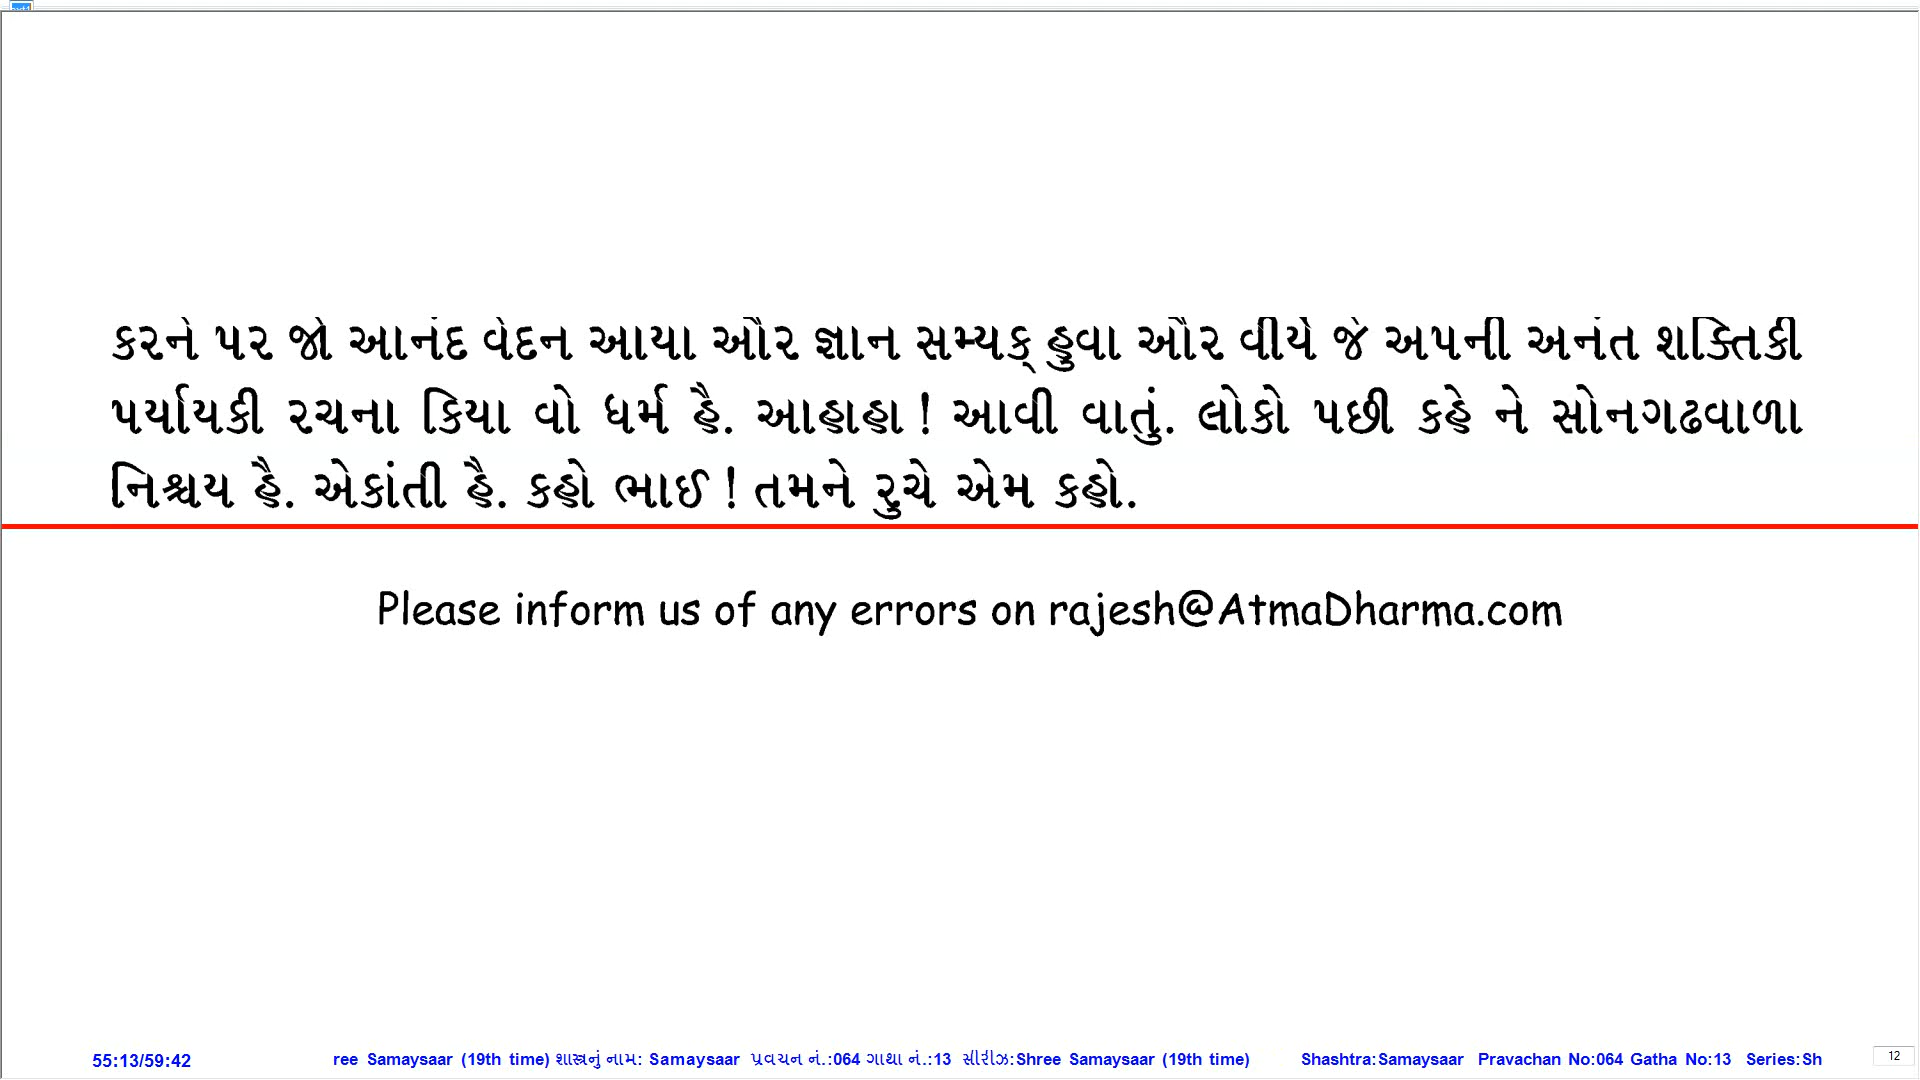 કરને પર જો આનંદ વેદન આયા ઔર જ્ઞાન સમ્યક્ હુવા ઔર વીર્ય જે અપની અનંત શક્તિકી
પર્યાયકી રચના કિયા વો ધર્મ હૈ. આહાહા ! આવી વાતું. લોકો પછી કહે ને સોનગઢવાળા
નિશ્ચય હૈ. એકાંતી હૈ. કહો ભાઈ ! તમને રુચે એમ કહો.
Please inform us of any errors on rajesh@AtmaDharma.com
55:13/59:42 ree Samaysaar (19th time) શાસ્ત્રનું નામ: Samaysaar પ્રવચન નં.:064 ગાથા નં.:13 સીરીઝ:Shree Samaysaar (19th time) Shashtra:Samaysaar Pravachan No:064 Gatha No:13 Series:Sh 12